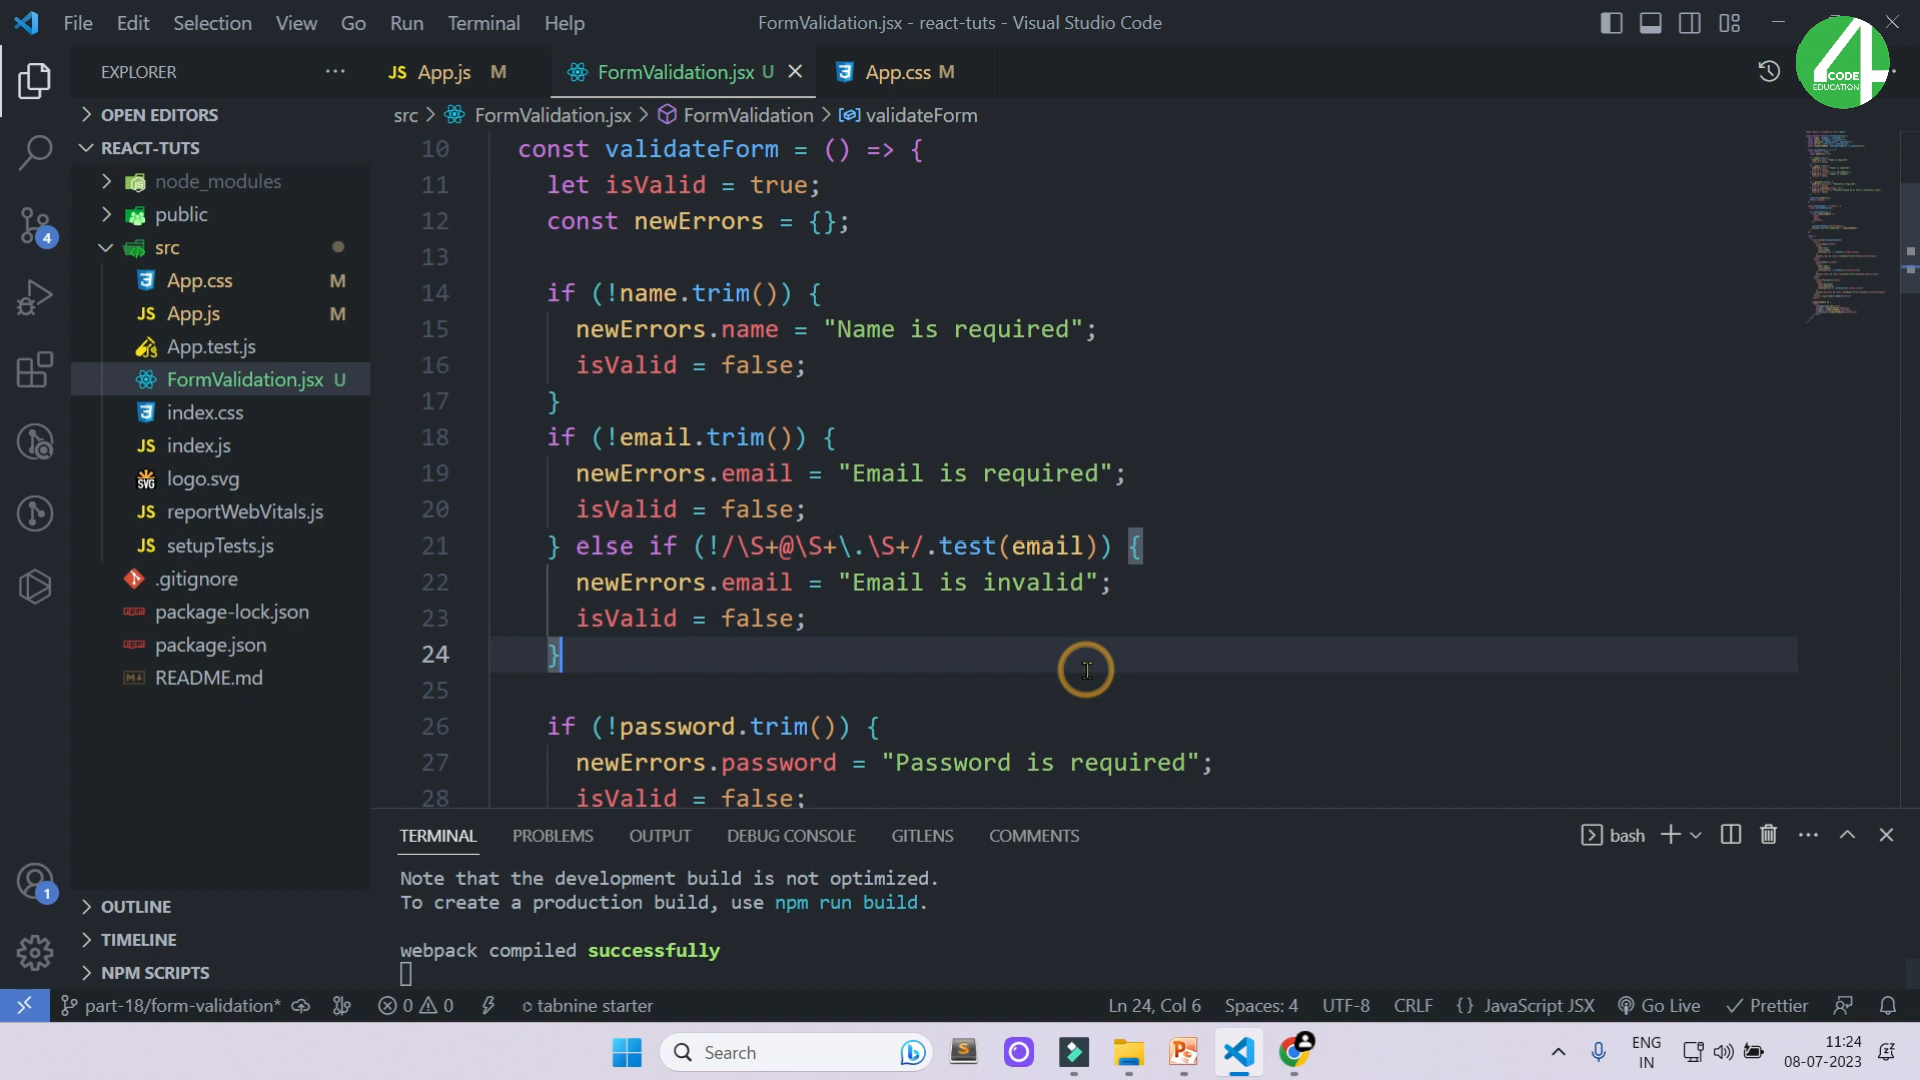 File Edit Selection View Go Run Terminal Help
FormValidation.jsx - react-tuts - Visual Studio Code
4 CODE EDUCATION
EXPLORER
JS App.js M
FormValidation.jsx U
App.css M
src > FormValidation.jsx > FormValidation > validateForm
OPEN EDITORS
REACT-TUTS
node_modules
public
src
App.css M
JS App.js M
App.test.js
FormValidation.jsx U
index.css
JS index.js
SVG logo.svg
JS reportWebVitals.js
JS setupTests.js
.gitignore
package-lock.json
package.json
README.md
OUTLINE
TIMELINE
NPM SCRIPTS
4
1
10 const validateForm = () => {
11 let isValid = true;
12 const newErrors = {};
13
14 if (!name.trim()) {
15 newErrors.name = "Name is required";
16 isValid = false;
17 }
18 if (!email.trim()) {
19 newErrors.email = "Email is required";
20 isValid = false;
21 } else if (!/\S+@\S+\.\S+/.test(email)) {
22 newErrors.email = "Email is invalid";
23 isValid = false;
24 }
25
26 if (!password.trim()) {
27 newErrors.password = "Password is required";
28 isValid = false;
TERMINAL PROBLEMS OUTPUT DEBUG CONSOLE GITLENS COMMENTS
bash
Note that the development build is not optimized.
To create a production build, use npm run build.
webpack compiled successfully
part-18/form-validation* 0 0 tabnine starter
Ln 24, Col 6 Spaces: 4 UTF-8 CRLF {} JavaScript JSX Go Live Prettier
Search
ENG
IN
11:24
08-07-2023